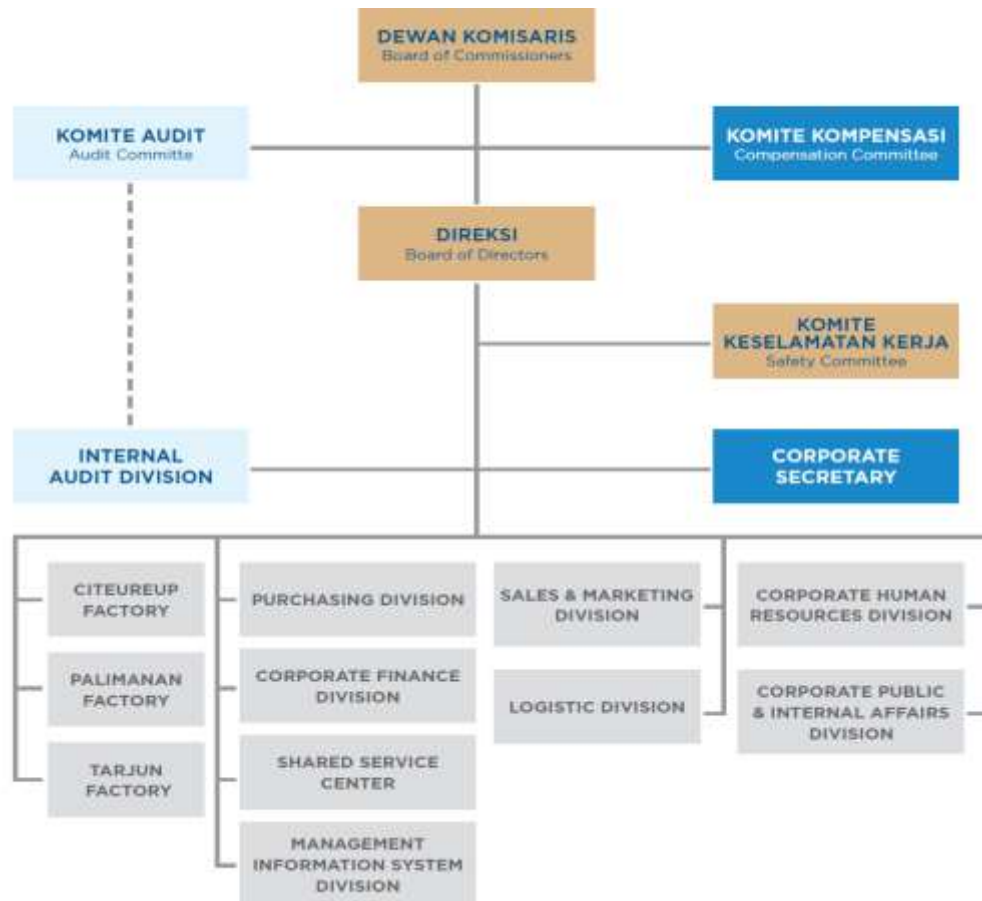 DEWAN KOMISARIS
Board of Commissioners
KOMITE AUDIT
Audit Committe
KOMITE KOMPENSASI
Compensation Committee
DIREKSI
Board of Directors
KOMITE
KESELAMATAN KERJA
Safety Committee
INTERNAL
AUDIT DIVISION
CORPORATE
SECRETARY
CITEUREUP
FACTORY
PALIMANAN
FACTORY
TARJUN
FACTORY
PURCHASING DIVISION
CORPORATE FINANCE
DIVISION
SHARED SERVICE
CENTER
MANAGEMENT
INFORMATION SYSTEM
DIVISION
SALES & MARKETING
DIVISION
LOGISTIC DIVISION
CORPORATE HUMAN
RESOURCES DIVISION
CORPORATE PUBLIC
& INTERNAL AFFAIRS
DIVISION